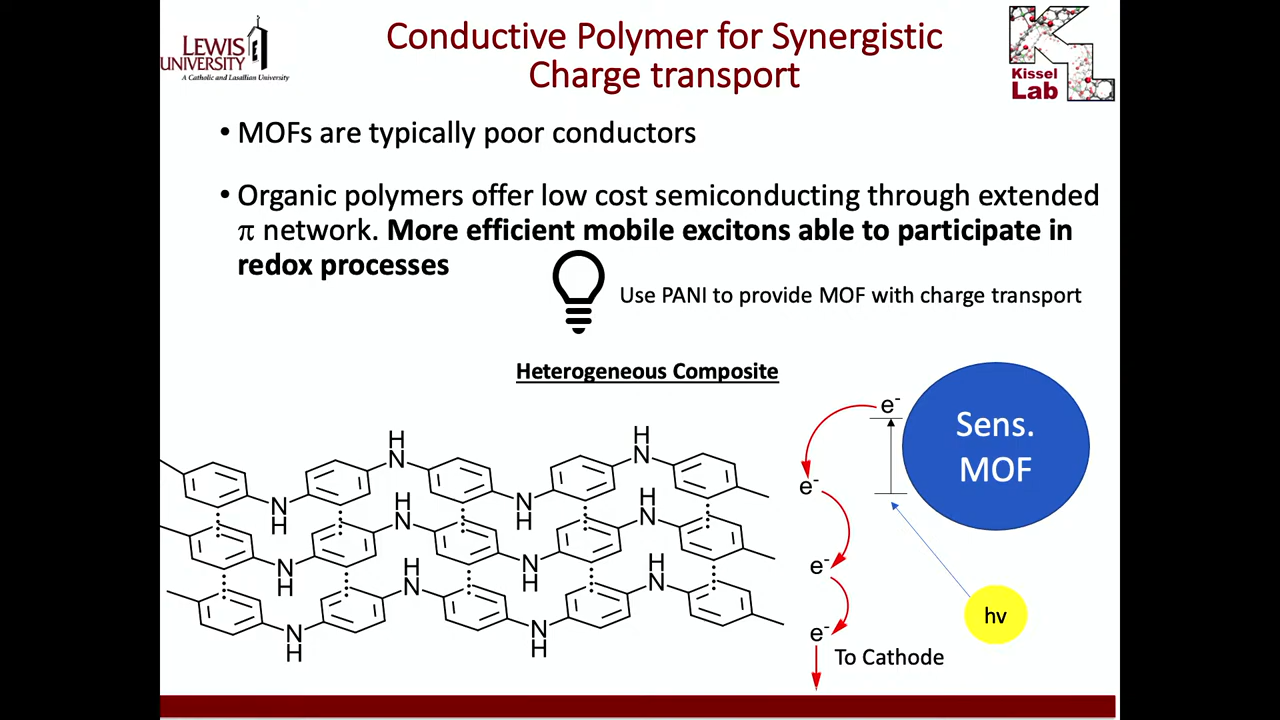 LEWIS
UNIVERSITY
A Catholic and Lasallian University
Conductive Polymer for Synergistic
Charge transport
Kissel
Lab
• MOFs are typically poor conductors
• Organic polymers offer low cost semiconducting through extended
π network. More efficient mobile excitons able to participate in
redox processes
Use PANI to provide MOF with charge transport
Heterogeneous Composite
e⁻
Sens.
MOF
e⁻
e⁻
e⁻
To Cathode
hv
H
N
H
N
N
H
N
H
H
N
H
N
N
H
N
H
H
N
H
N
N
H
N
H